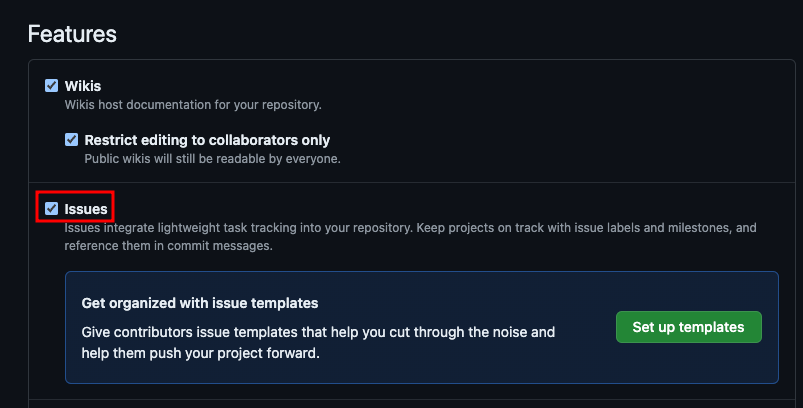 Features
Wikis
Wikis host documentation for your repository.
Restrict editing to collaborators only
Public wikis will still be readable by everyone.
Issues
Issues integrate lightweight task tracking into your repository. Keep projects on track with issue labels and milestones, and
reference them in commit messages.
Get organized with issue templates
Give contributors issue templates that help you cut through the noise and
help them push your project forward.
Set up templates